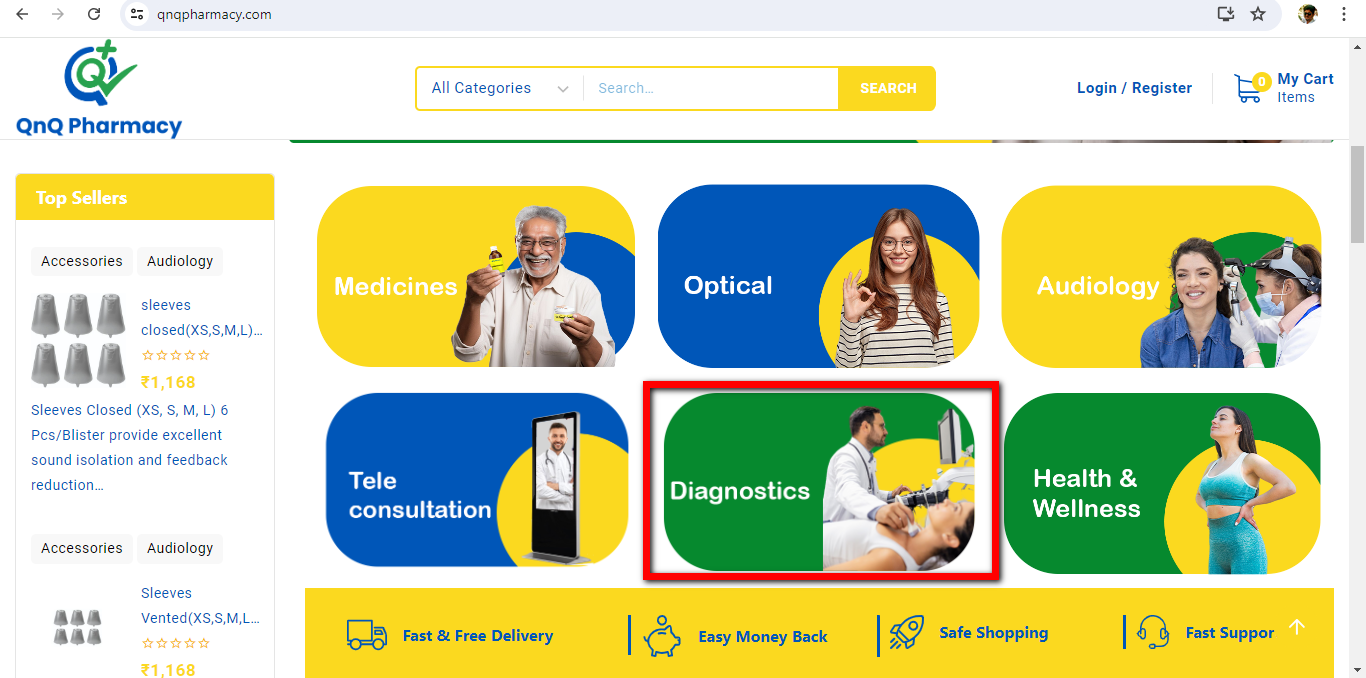 qnqpharmacy.com
QnQ Pharmacy
All Categories
Search...
SEARCH
Login / Register
0
My Cart
Items
Top Sellers
Accessories
Audiology
sleeves
closed(XS,S,M,L)...
₹1,168
Sleeves Closed (XS, S, M, L) 6
Pcs/Blister provide excellent
sound isolation and feedback
reduction...
Accessories
Audiology
Sleeves
Vented(XS,S,M,L...
₹1,168
Medicines
Optical
Audiology
Tele
consultation
Diagnostics
Health &
Wellness
Fast & Free Delivery
Easy Money Back
Safe Shopping
Fast Suppor